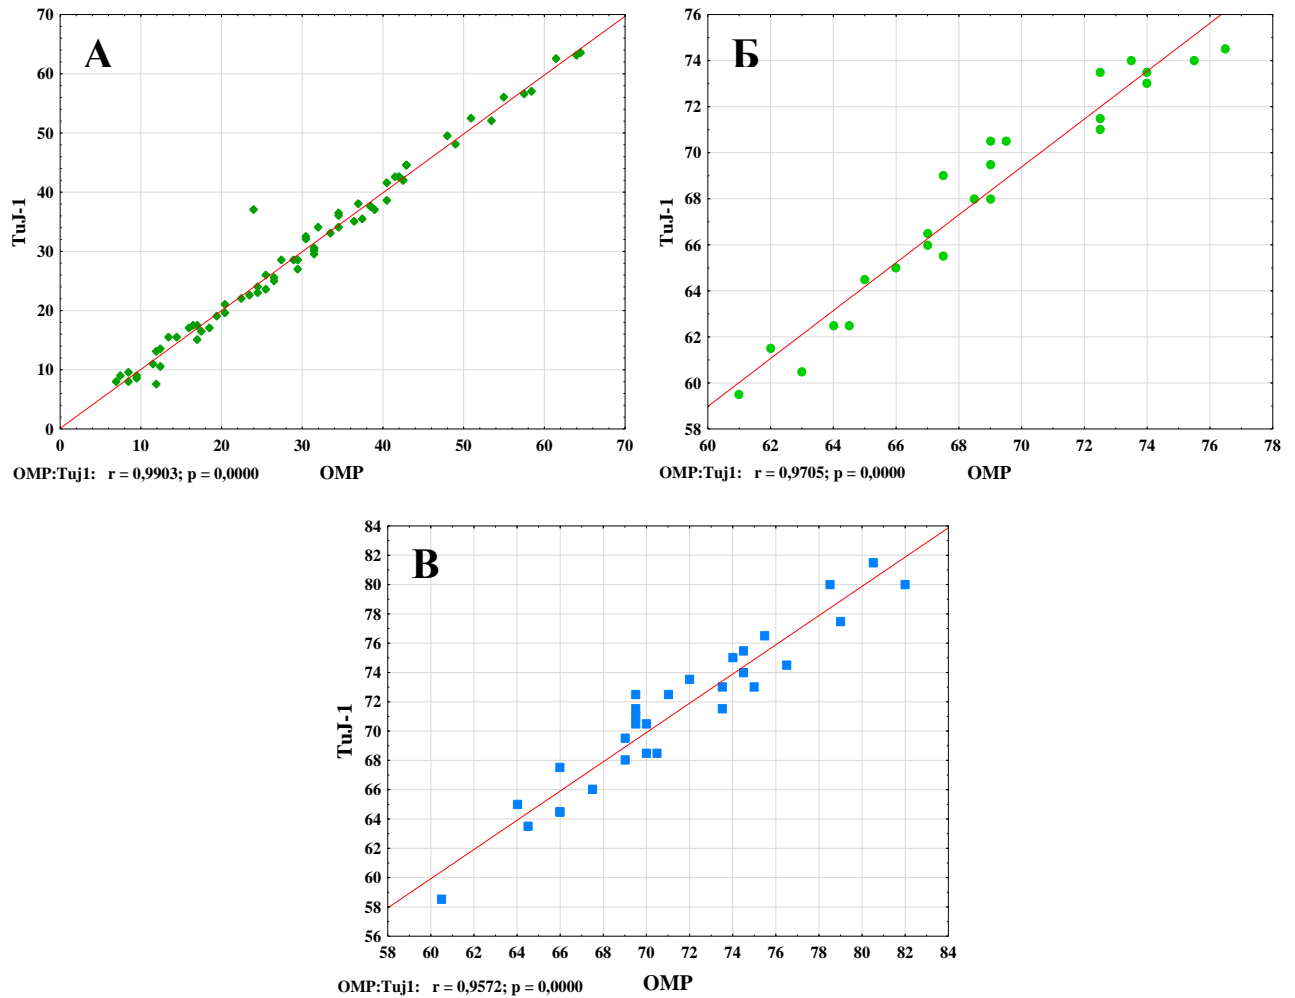 А
70
60
50
40
30
20
10
0
TuJ-1
0 10 20 30 40 50 60 70
OMP:Tuj1: r = 0,9903; p = 0,0000
OMP
Б
76
74
72
70
68
66
64
62
60
58
TuJ-1
60 62 64 66 68 70 72 74 76 78
OMP:Tuj1: r = 0,9705; p = 0,0000
OMP
В
84
82
80
78
76
74
72
70
68
66
64
62
60
58
56
TuJ-1
58 60 62 64 66 68 70 72 74 76 78 80 82 84
OMP:Tuj1: r = 0,9572; p = 0,0000
OMP